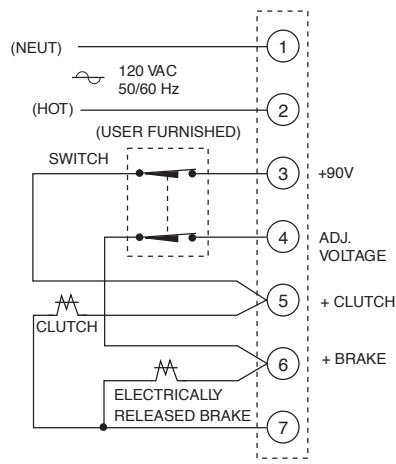 (NEUT)
1
120 VAC
50/60 Hz
(HOT)
2
(USER FURNISHED)
SWITCH
3
+90V
4
ADJ.
VOLTAGE
5
+ CLUTCH
CLUTCH
6
+ BRAKE
ELECTRICALLY
RELEASED BRAKE
7